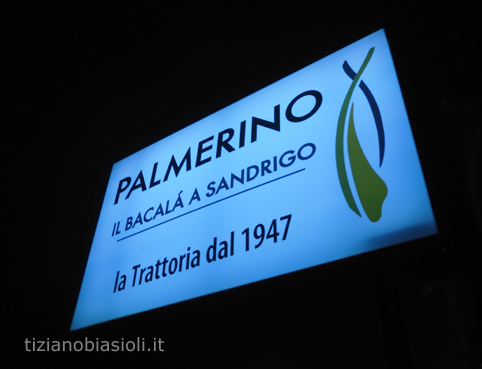 PALMERINO
IL BACALÁ A SANDRIGO
la Trattoria dal 1947
tizianobiasioli.it